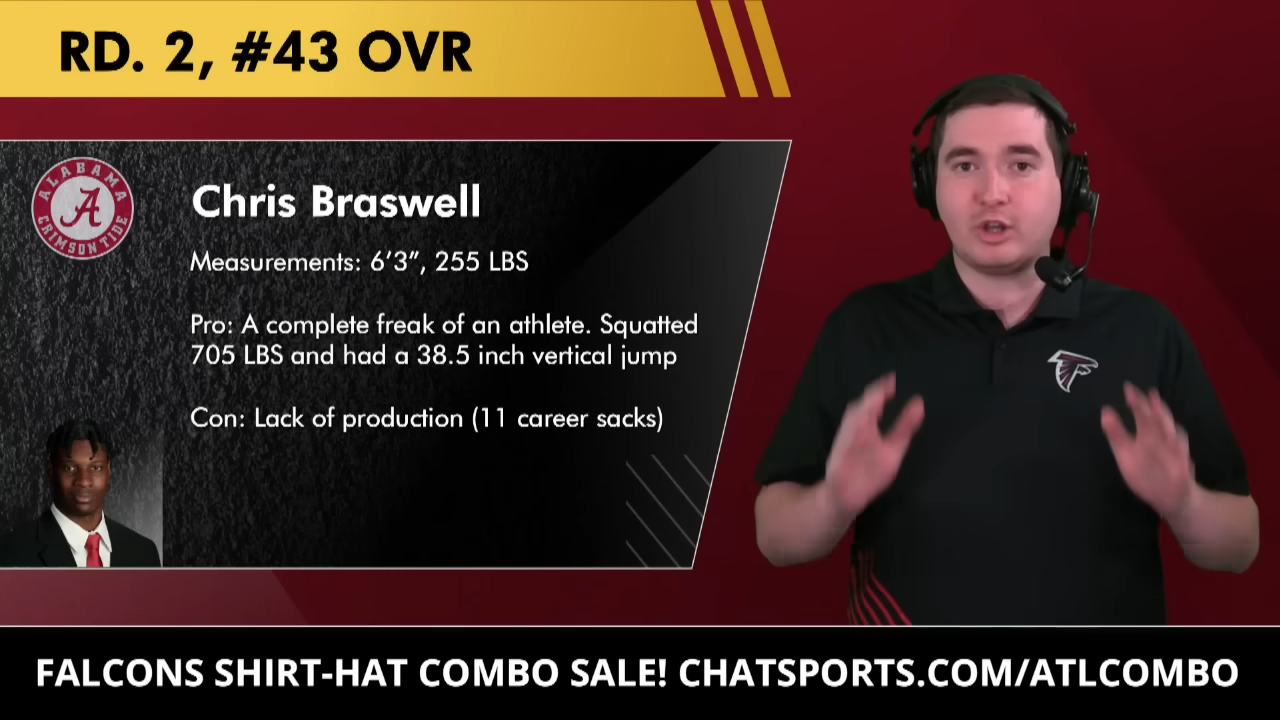 RD. 2, #43 OVR
ALABAMA
A
CRIMSON TIDE
Chris Braswell
Measurements: 6'3", 255 LBS
Pro: A complete freak of an athlete. Squatted
705 LBS and had a 38.5 inch vertical jump
Con: Lack of production (11 career sacks)
FALCONS SHIRT-HAT COMBO SALE! CHATSPORTS.COM/ATLCOMBO